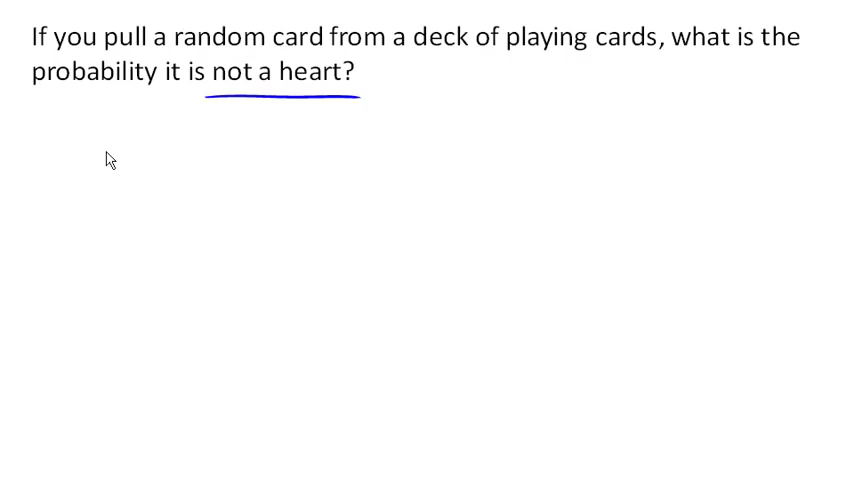 If you pull a random card from a deck of playing cards, what is the
probability it is not a heart?